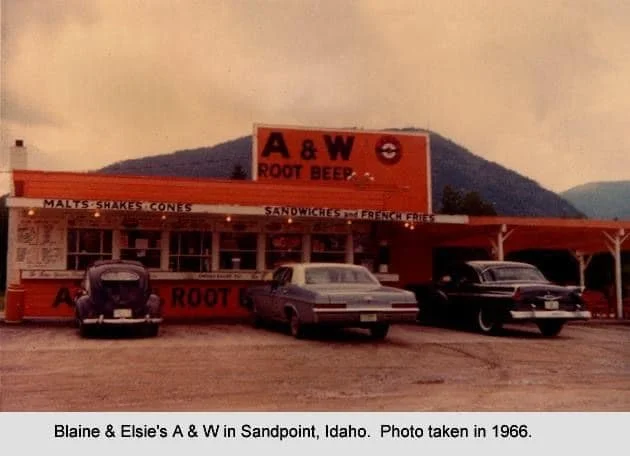 A & W
ROOT BEER
MALTS-SHAKES-CONES
SANDWICHES and FRENCH FRIES
ROOT
Blaine & Elsie's A & W in Sandpoint, Idaho.  Photo taken in 1966.